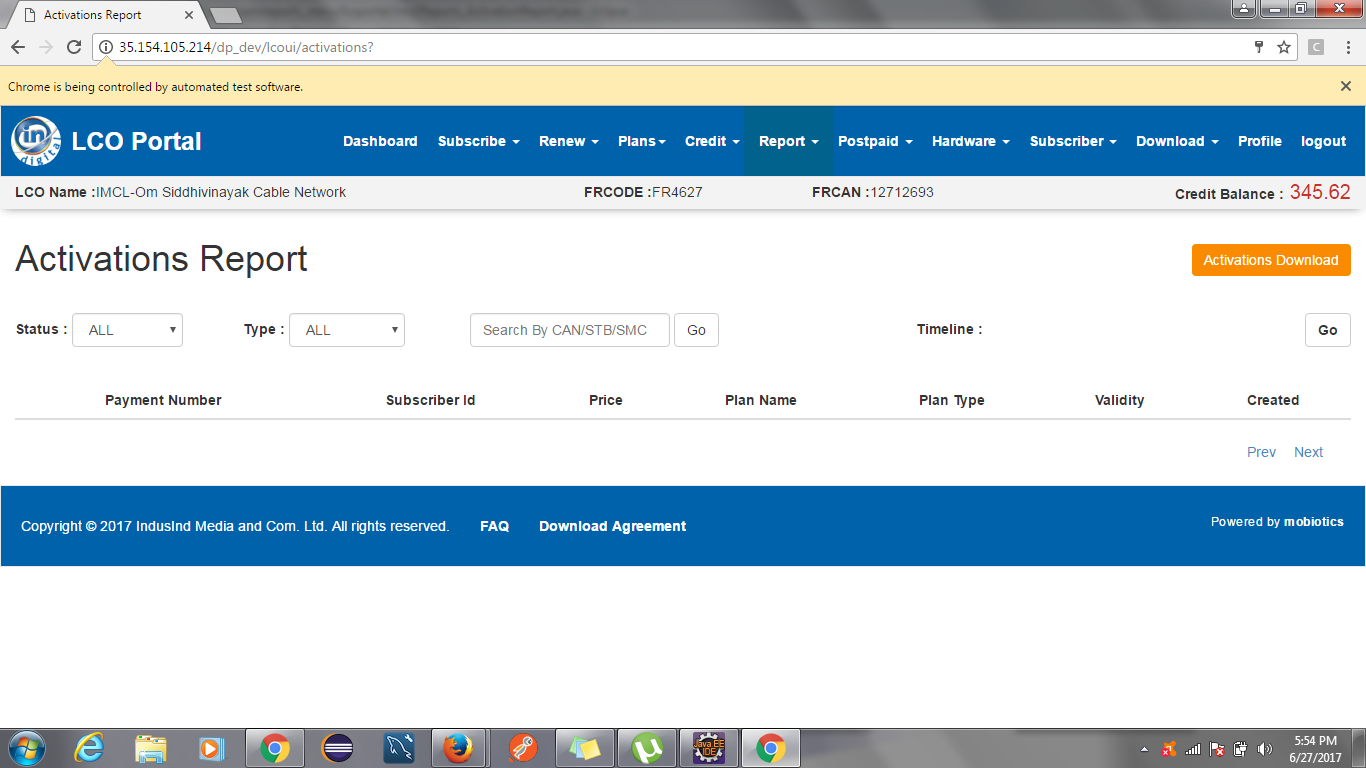 Activations Report
35.154.105.214/dp_dev/lcoui/activations?
C
Chrome is being controlled by automated test software.
in digital LCO Portal Dashboard Subscribe Renew Plans Credit Report Postpaid Hardware Subscriber Download Profile logout
LCO Name :IMCL-Om Siddhivinayak Cable Network FRCODE :FR4627 FRCAN :12712693 Credit Balance : 345.62
Activations Report Activations Download
Status : ALL Type : ALL Search By CAN/STB/SMC Go Timeline : Go
Payment Number Subscriber Id Price Plan Name Plan Type Validity Created
Prev Next
Copyright © 2017 IndusInd Media and Com. Ltd. All rights reserved. FAQ Download Agreement Powered by mobiotics
Java EE
IDE
5:54 PM
6/27/2017